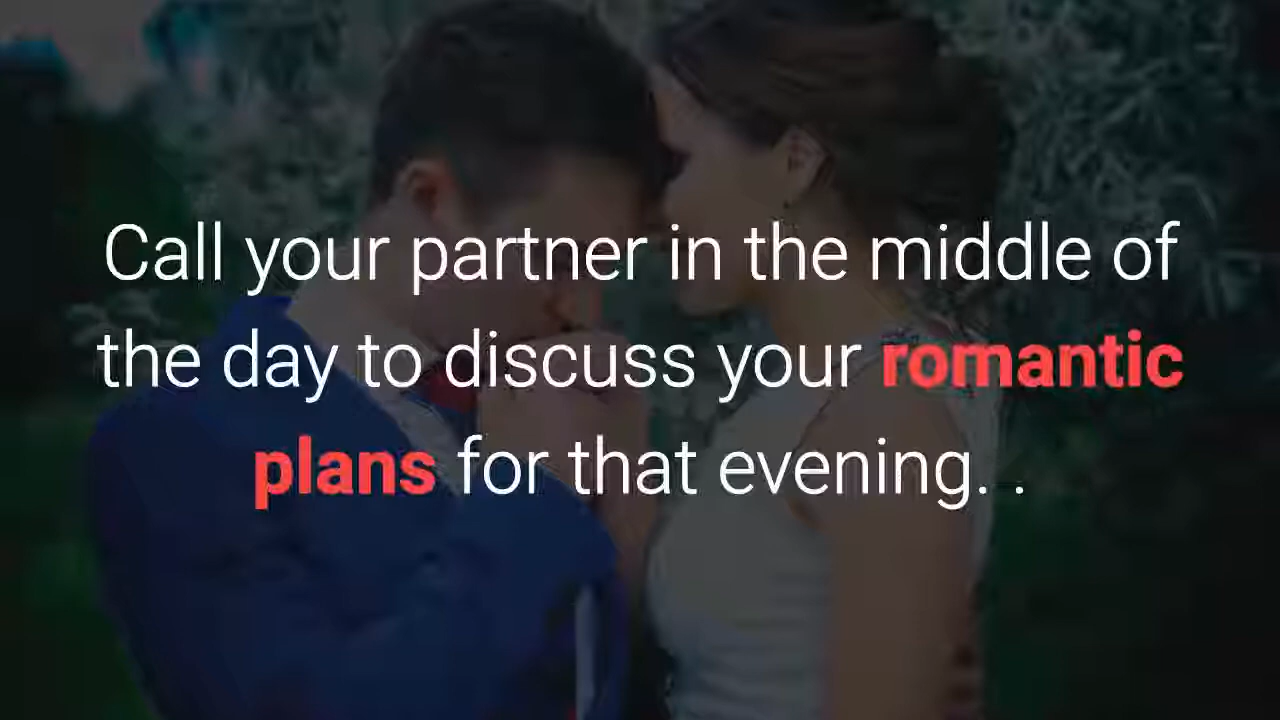 Call your partner in the middle of
the day to discuss your romantic
plans for that evening. .